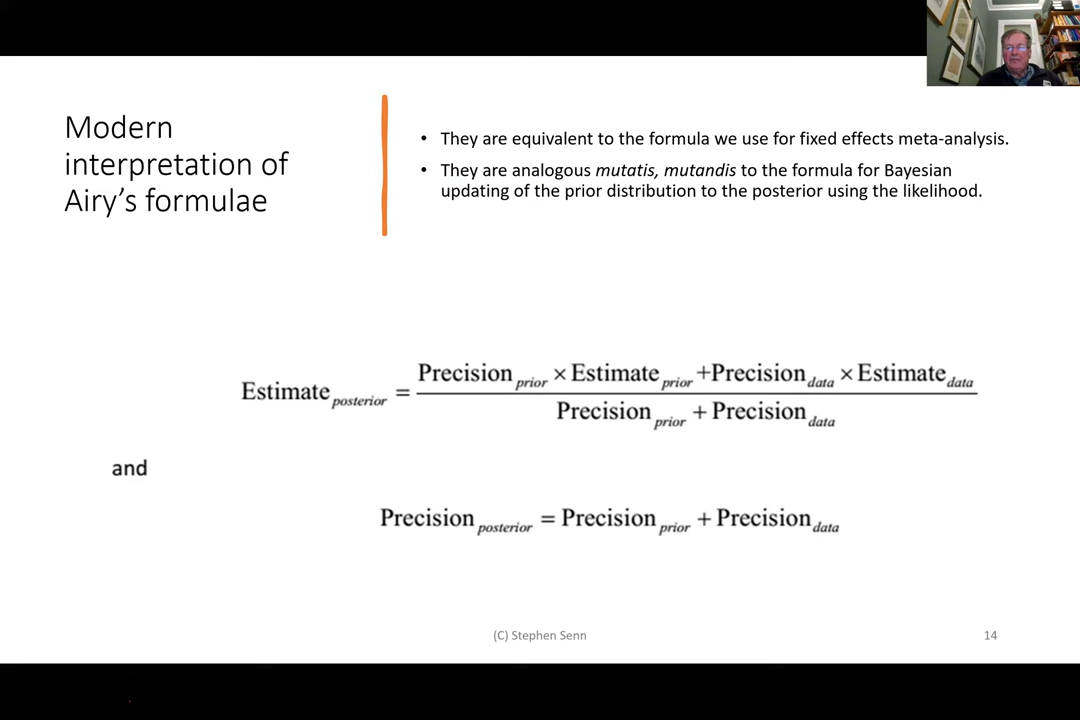 Modern
interpretation of
Airy's formulae
• They are equivalent to the formula we use for fixed effects meta-analysis.
• They are analogous mutatis, mutandis to the formula for Bayesian
updating of the prior distribution to the posterior using the likelihood.
Estimate posterior = Precision prior × Estimate prior +Precision data × Estimate data
Precision prior + Precision data
and
Precision posterior = Precision prior + Precision data
(C) Stephen Senn
14